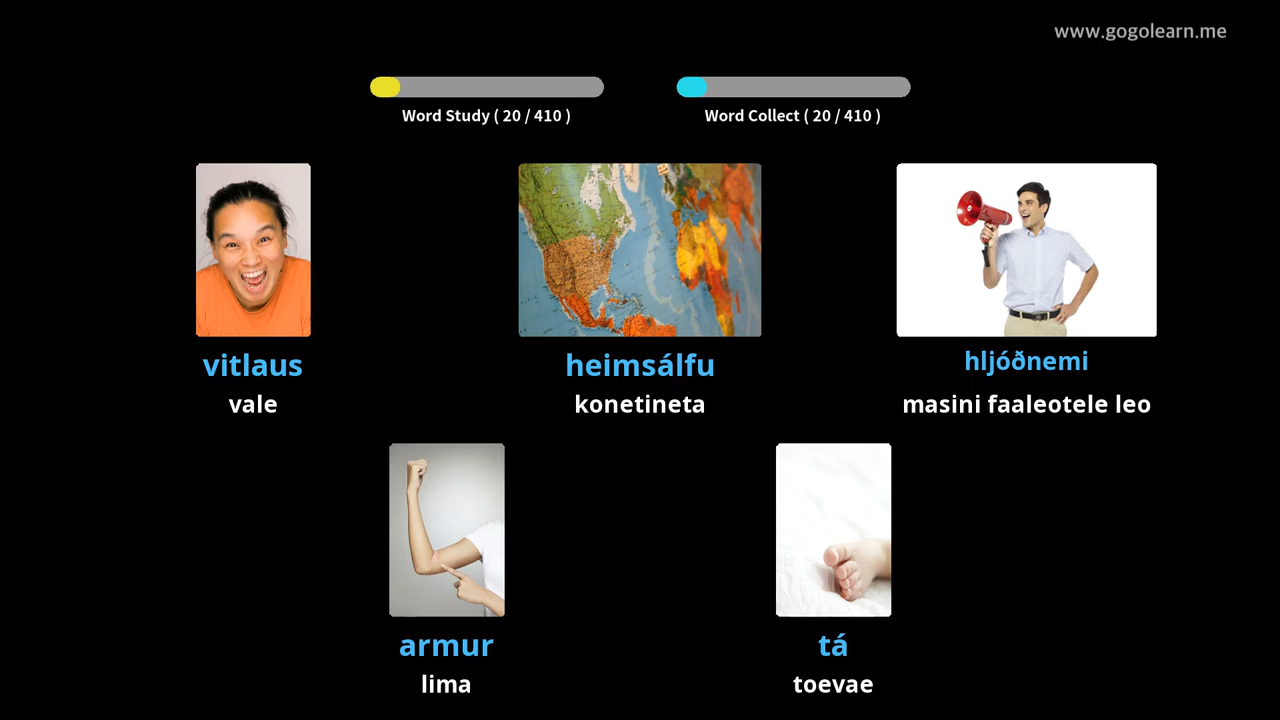 www.gogolearn.me
Word Study ( 20 / 410 )
Word Collect ( 20 / 410 )
vitlaus
vale
heimsálfu
konetineta
hljóðnemi
masini faaleotele leo
armur
lima
tá
toevae